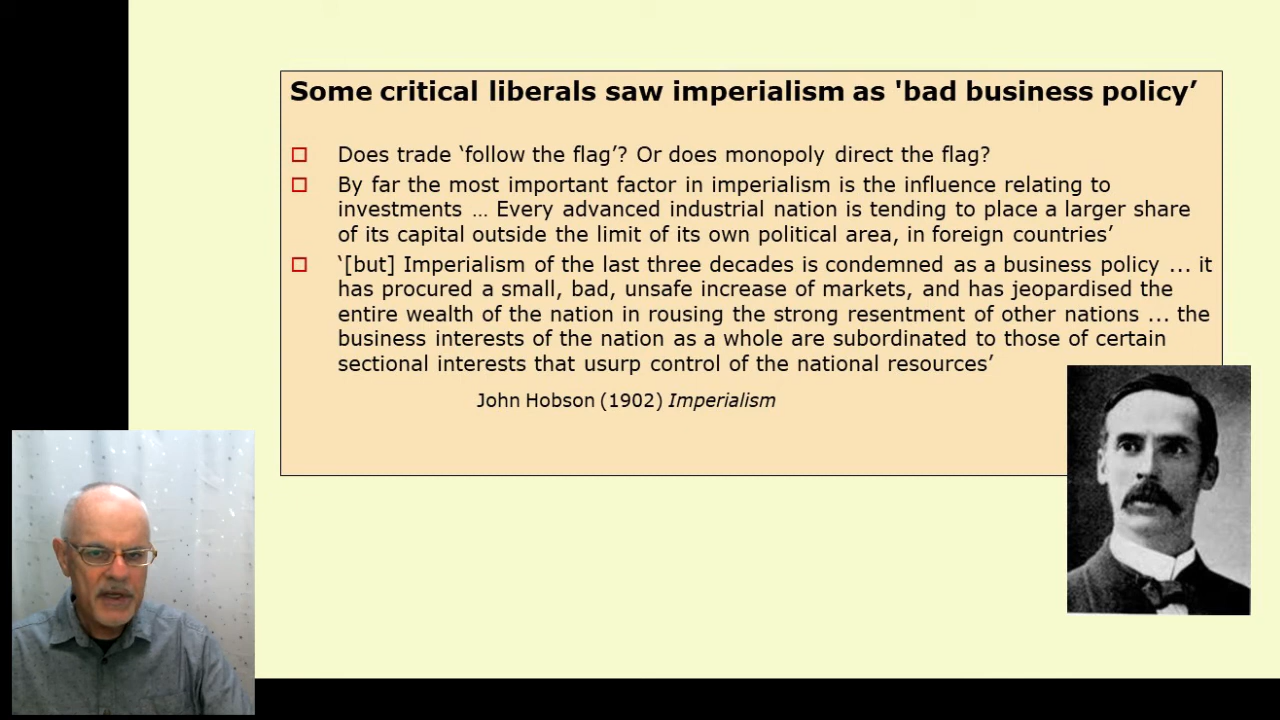 Some critical liberals saw imperialism as 'bad business policy’
Does trade ‘follow the flag’? Or does monopoly direct the flag?
By far the most important factor in imperialism is the influence relating to
investments … Every advanced industrial nation is tending to place a larger share
of its capital outside the limit of its own political area, in foreign countries’
‘[but] Imperialism of the last three decades is condemned as a business policy ... it
has procured a small, bad, unsafe increase of markets, and has jeopardised the
entire wealth of the nation in rousing the strong resentment of other nations ... the
business interests of the nation as a whole are subordinated to those of certain
sectional interests that usurp control of the national resources’
John Hobson (1902) Imperialism